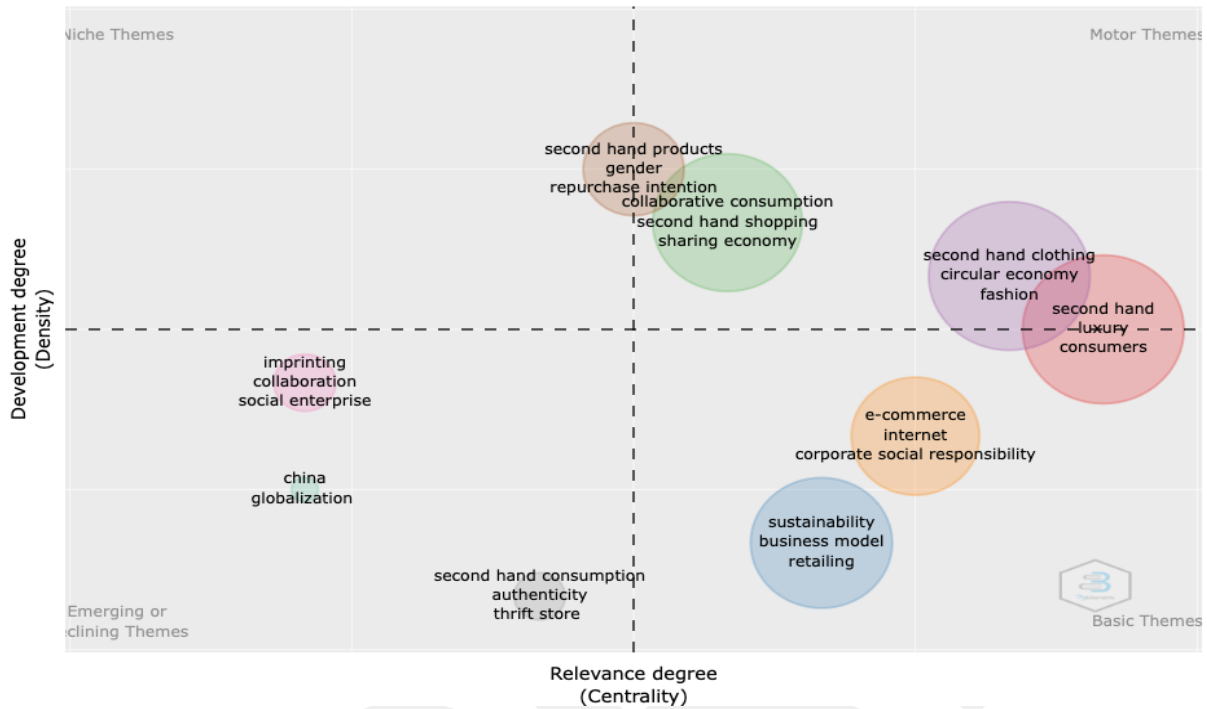 Niche Themes
Motor Themes
second hand products
gender
repurchase intention
collaborative consumption
second hand shopping
sharing economy
second hand clothing
circular economy
fashion
second hand
luxury
consumers
Development degree
(Density)
imprinting
collaboration
social enterprise
e-commerce
internet
corporate social responsibility
china
globalization
sustainability
business model
retailing
second hand consumption
authenticity
thrift store
Emerging or
eclining Themes
Basic Themes
Relevance degree
(Centrality)